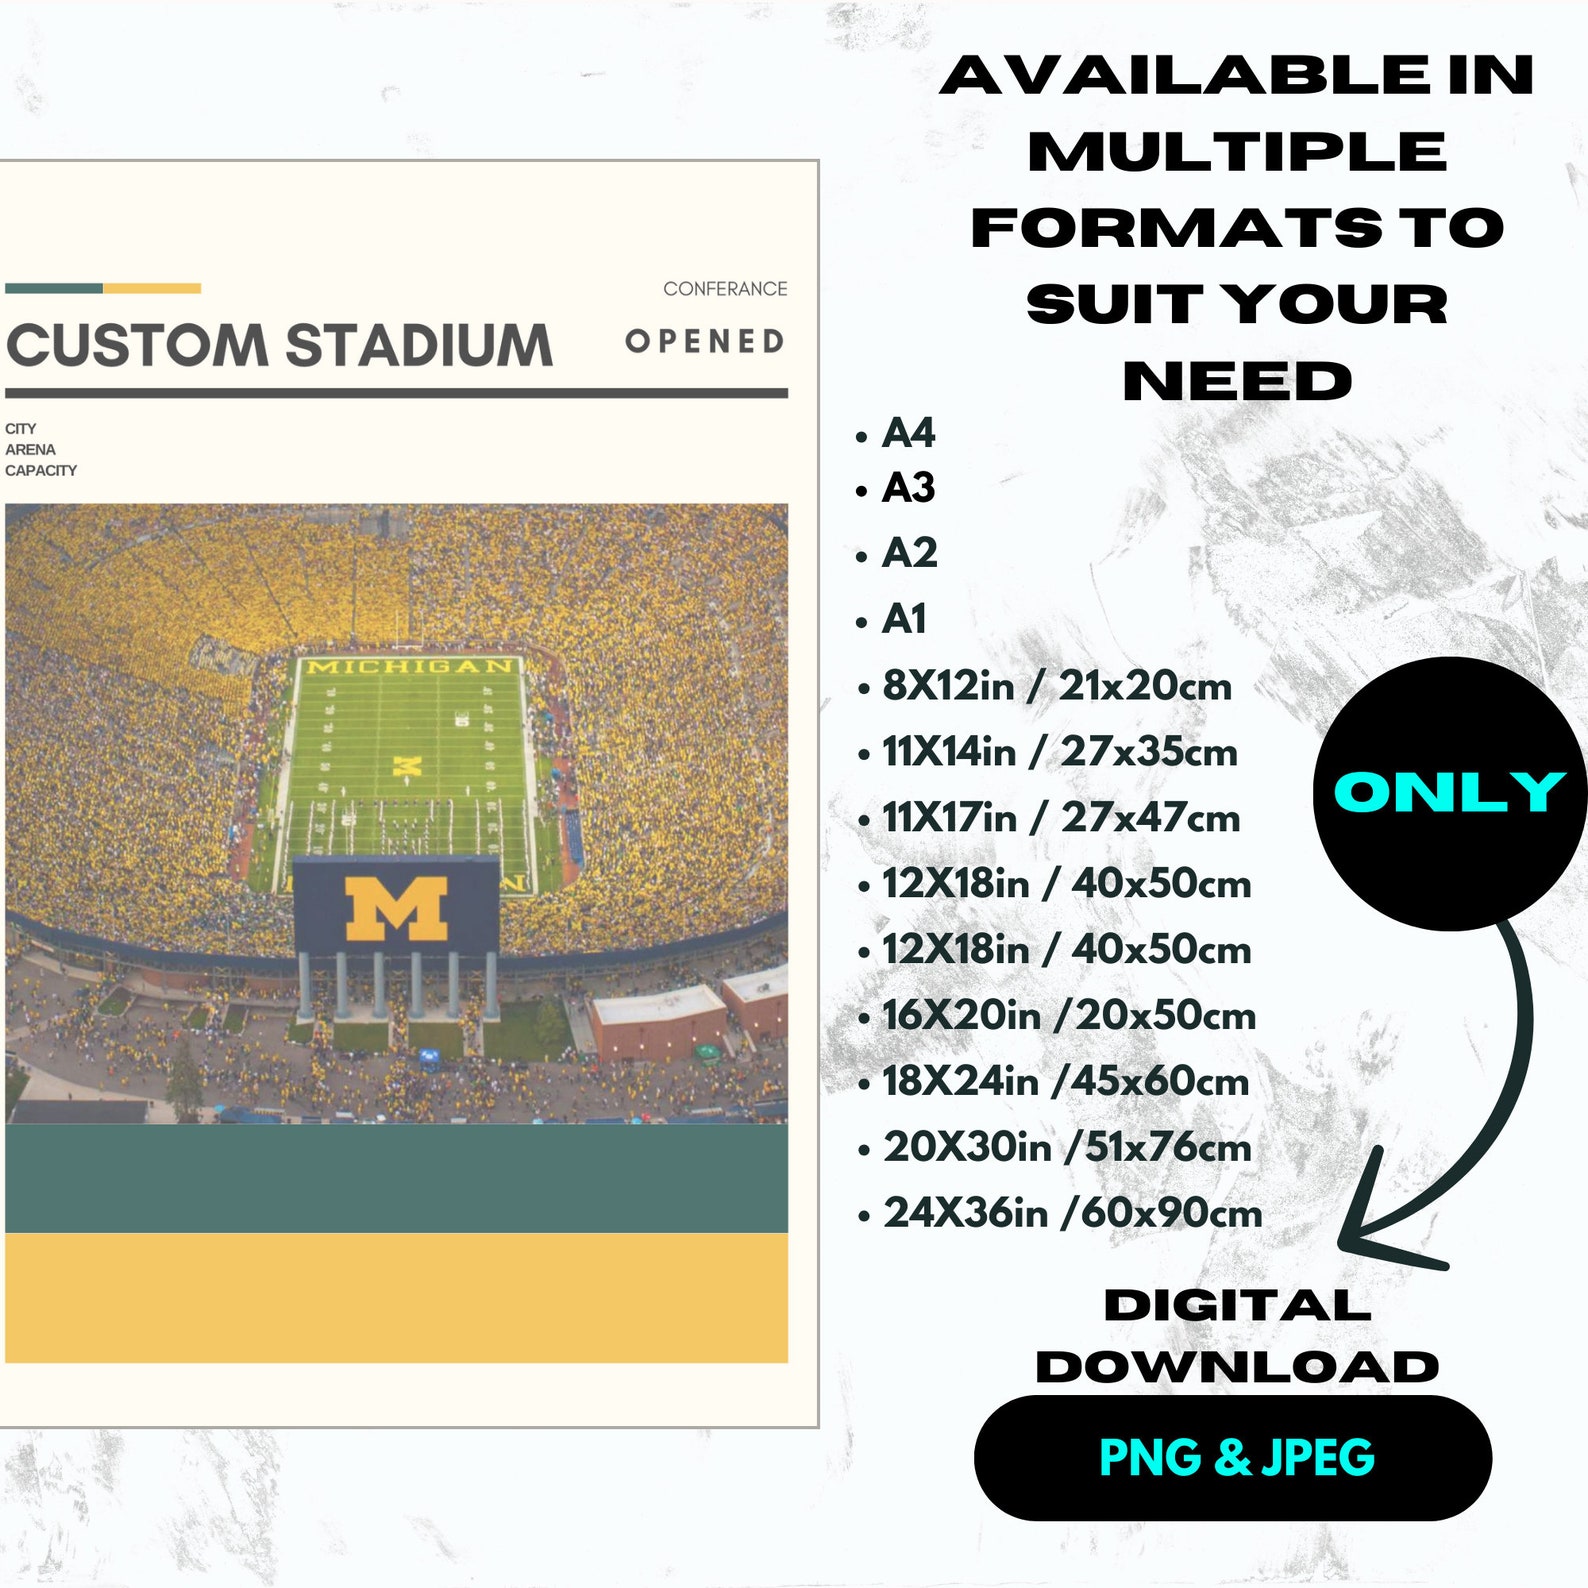 AVAILABLE IN
MULTIPLE
FORMATS TO
SUIT YOUR
NEED
CONFERANCE
CUSTOM STADIUM
OPENED
CITY
ARENA
CAPACITY
MICHIGAN
M
M
• A4
• A3
• A2
• A1
• 8X12in / 21x20cm
• 11X14in / 27x35cm
• 11X17in / 27x47cm
• 12X18in / 40x50cm
• 12X18in / 40x50cm
• 16X20in /20x50cm
• 18X24in /45x60cm
• 20X30in /51x76cm
• 24X36in /60x90cm
ONLY
DIGITAL
DOWNLOAD
PNG & JPEG